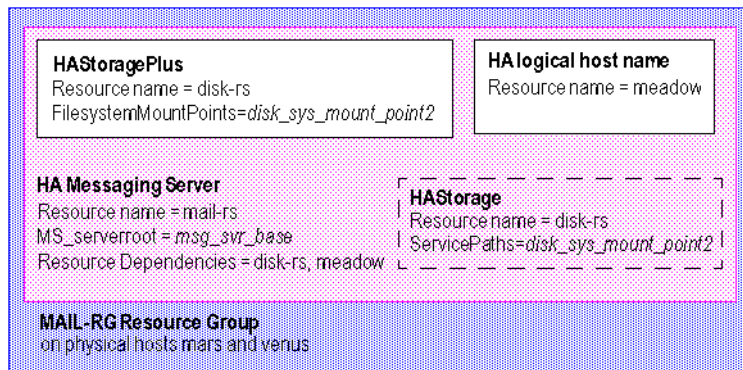 HAStoragePlus
Resource name = disk-rs
FilesystemMountPoints=disk_sys_mount_point2
HA logical host name
Resource name = meadow
HA Messaging Server
Resource name = mail-rs
MS_serverroot = msg_svr_base
Resource Dependencies = disk-rs, meadow
HAStorage
Resource name = disk-rs
ServicePaths=disk_sys_mount_point2
MAIL-RG Resource Group
on physical hosts mars and venus